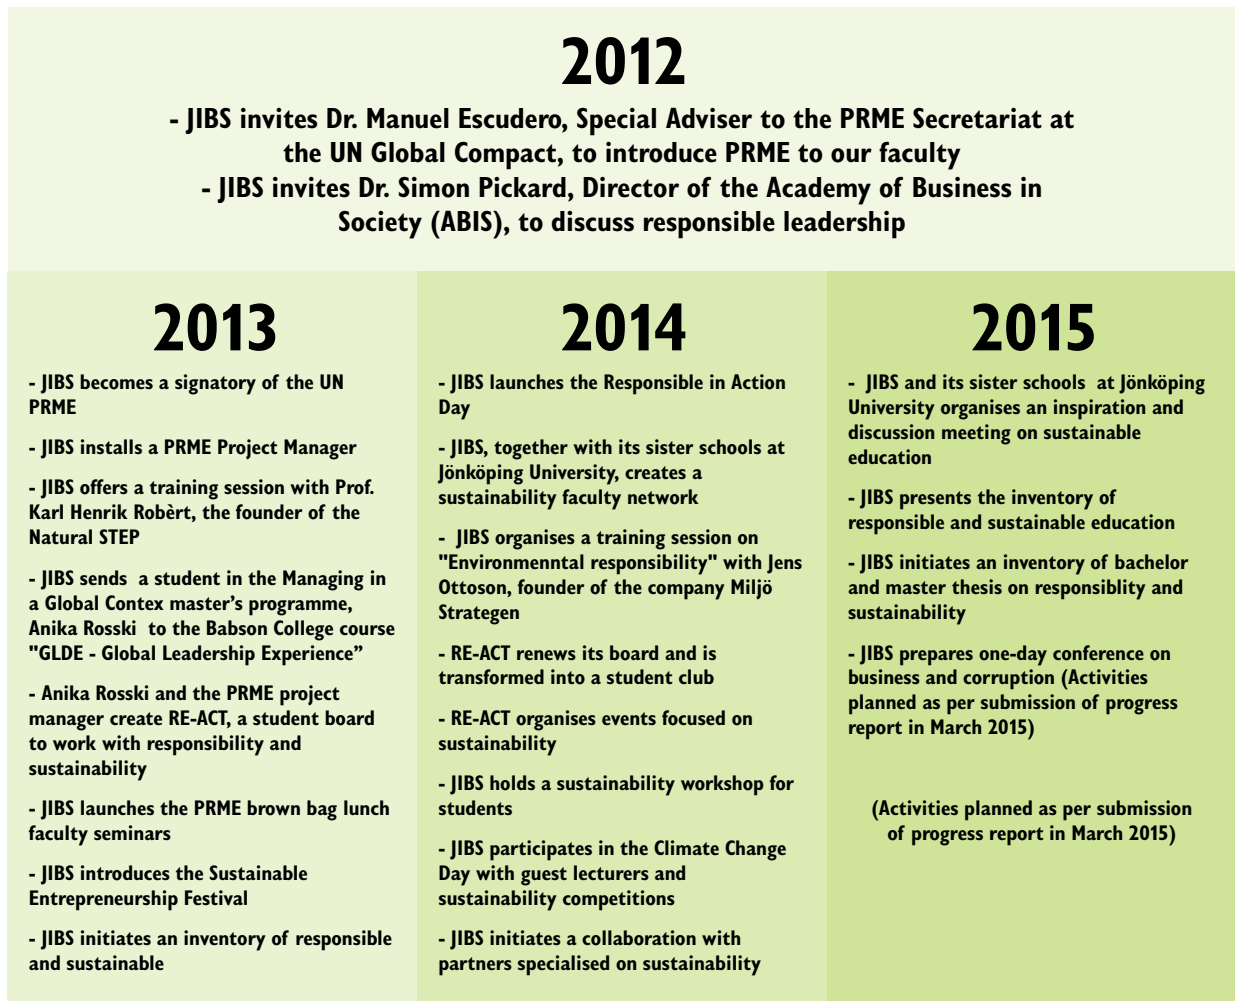 2012
- JIBS invites Dr. Manuel Escudero, Special Adviser to the PRME Secretariat at
the UN Global Compact, to introduce PRME to our faculty
- JIBS invites Dr. Simon Pickard, Director of the Academy of Business in
Society (ABIS), to discuss responsible leadership
2013
- JIBS becomes a signatory of the UN
PRME
- JIBS installs a PRME Project Manager
- JIBS offers a training session with Prof.
Karl Henrik Robèrt, the founder of the
Natural STEP
- JIBS sends  a student in the Managing in
a Global Contex master’s programme,
Anika Rosski  to the Babson College course
"GLDE - Global Leadership Experience”
- Anika Rosski and the PRME project
manager create RE-ACT, a student board
to work with responsibility and
sustainability
- JIBS launches the PRME brown bag lunch
faculty seminars
- JIBS introduces the Sustainable
Entrepreneurship Festival
- JIBS initiates an inventory of responsible
and sustainable
2014
- JIBS launches the Responsible in Action
Day
- JIBS, together with its sister schools at
Jönköping University, creates a
sustainability faculty network
-  JIBS organises a training session on
"Environmenntal responsibility" with Jens
Ottoson, founder of the company Miljö
Strategen
- RE-ACT renews its board and is
transformed into a student club
- RE-ACT organises events focused on
sustainability
- JIBS holds a sustainability workshop for
students
- JIBS participates in the Climate Change
Day with guest lecturers and
sustainability competitions
- JIBS initiates a collaboration with
partners specialised on sustainability
2015
-  JIBS and its sister schools  at Jönköping
University organises an inspiration and
discussion meeting on sustainable
education
- JIBS presents the inventory of
responsible and sustainable education
- JIBS initiates an inventory of bachelor
and master thesis on responsiblity and
sustainability
- JIBS prepares one-day conference on
business and corruption (Activities
planned as per submission of progress
report in March 2015)
(Activities planned as per submission
of progress report in March 2015)